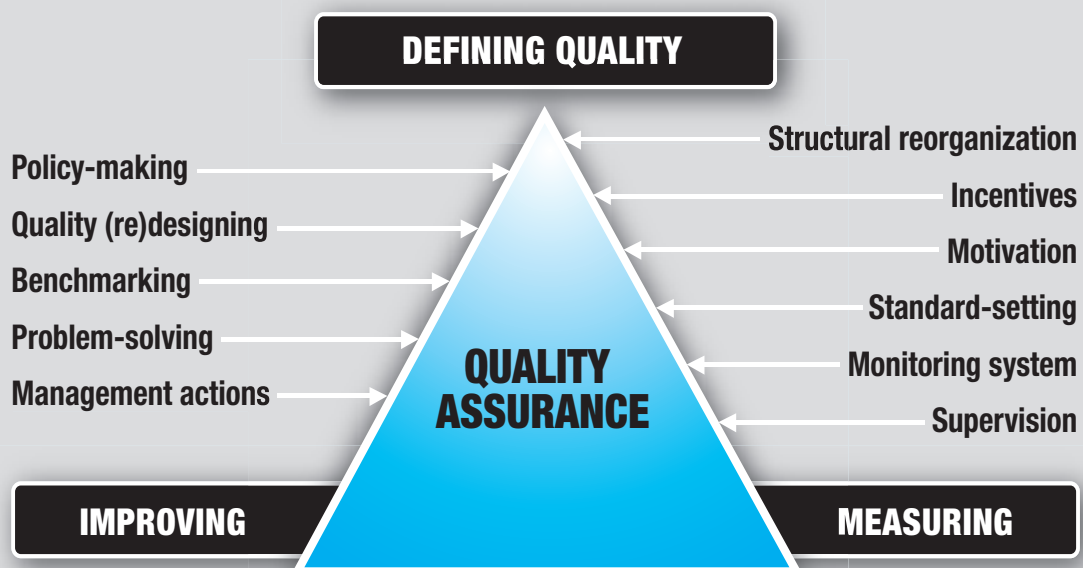 DEFINING QUALITY
Policy-making
Quality (re)designing
Benchmarking
Problem-solving
Management actions
Structural reorganization
Incentives
Motivation
Standard-setting
Monitoring system
Supervision
QUALITY
ASSURANCE
IMPROVING
MEASURING